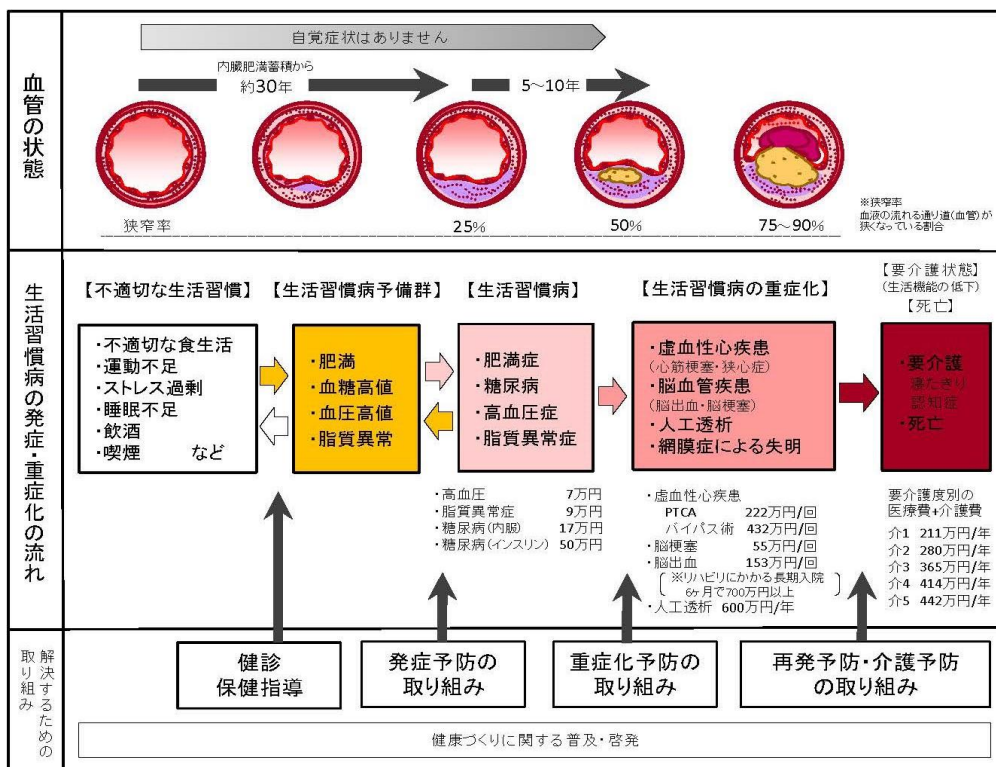 血管の状態
自覚症状はありません
内臓肥満蓄積から
約30年
5～10年
狭窄率
25%
50%
75～90%
※狭窄率
血液の流れる通り道(血管)が
狭くなっている割合
生活習慣病の発症・重症化の流れ
【不適切な生活習慣】
・不適切な食生活
・運動不足
・ストレス過剰
・睡眠不足
・飲酒
・喫煙 など
【生活習慣病予備群】
・肥満
・血糖高値
・血圧高値
・脂質異常
【生活習慣病】
・肥満症
・糖尿病
・高血圧症
・脂質異常症
・高血圧 7万円
・脂質異常症 9万円
・糖尿病(内服) 17万円
・糖尿病(インスリン) 50万円
【生活習慣病の重症化】
・虚血性心疾患
(心筋梗塞・狭心症)
・脳血管疾患
(脳出血・脳梗塞)
・人工透析
・網膜症による失明
・虚血性心疾患
PTCA 222万円/回
バイパス術 432万円/回
・脳梗塞 55万円/回
・脳出血 153万円/回
※リハビリにかかる長期入院
6ヶ月で700万円以上
・人工透析 600万円/年
【要介護状態】
(生活機能の低下)
【死亡】
・要介護
寝たきり
認知症
・死亡
要介護度別の
医療費+介護費
介1 211万円/年
介2 280万円/年
介3 365万円/年
介4 414万円/年
介5 442万円/年
解決するための
取り組み
健診
保健指導
発症予防の
取り組み
重症化予防の
取り組み
再発予防・介護予防
の取り組み
健康づくりに関する普及・啓発